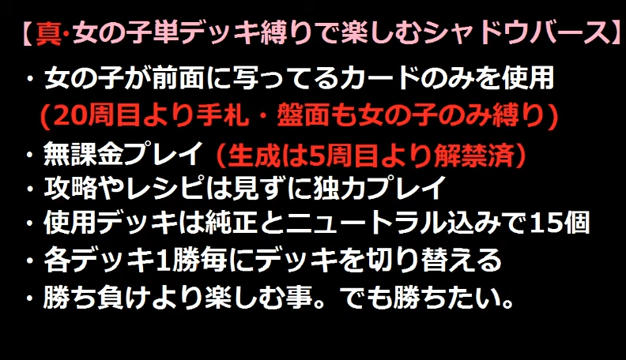 【真・女の子単デッキ縛りで楽しむシャドウバース】
・女の子が前面に写ってるカードのみを使用
(20周目より手札・盤面も女の子のみ縛り)
・無課金プレイ（生成は5周目より解禁済）
・攻略やレシピは見ずに独力プレイ
・使用デッキは純正とニュートラル込みで15個
・各デッキ1勝毎にデッキを切り替える
・勝ち負けより楽しむ事。でも勝ちたい。